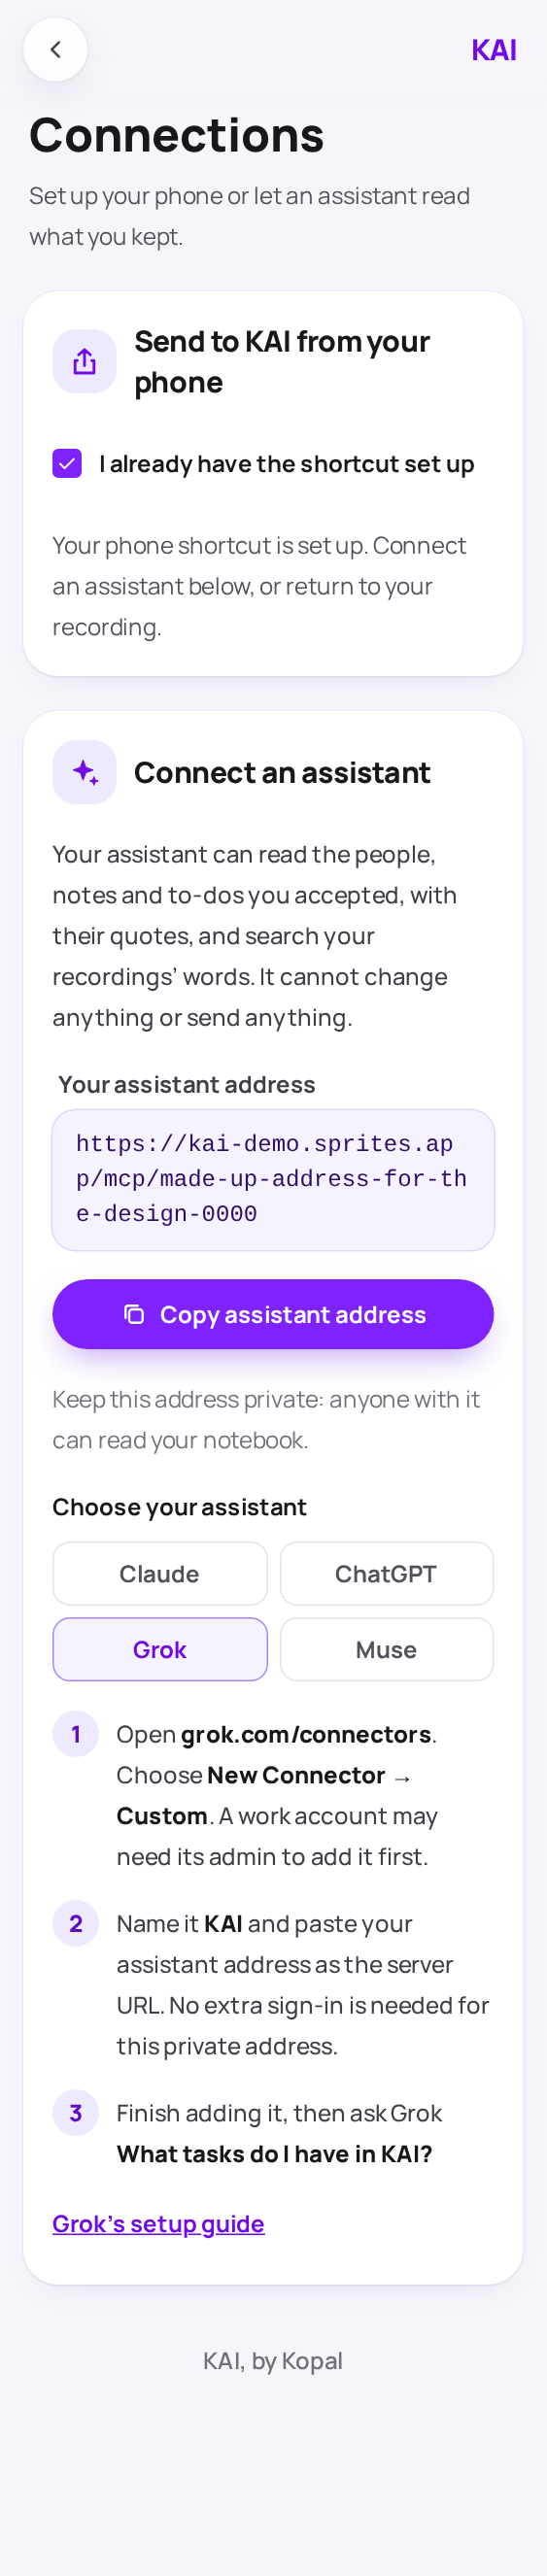 KAI
Connections
Set up your phone or let an assistant read
what you kept.
Send to KAI from your
phone
I already have the shortcut set up
Your phone shortcut is set up. Connect
an assistant below, or return to your
recording.
Connect an assistant
Your assistant can read the people,
notes and to-dos you accepted, with
their quotes, and search your
recordings’ words. It cannot change
anything or send anything.
Your assistant address
https://kai-demo.sprites.ap
p/mcp/made-up-address-for-th
e-design-0000
Copy assistant address
Keep this address private: anyone with it
can read your notebook.
Choose your assistant
Claude
ChatGPT
Grok
Muse
1 Open grok.com/connectors.
Choose New Connector →
Custom. A work account may
need its admin to add it first.
2 Name it KAI and paste your
assistant address as the server
URL. No extra sign-in is needed for
this private address.
3 Finish adding it, then ask Grok
What tasks do I have in KAI?
Grok’s setup guide
KAI, by Kopal